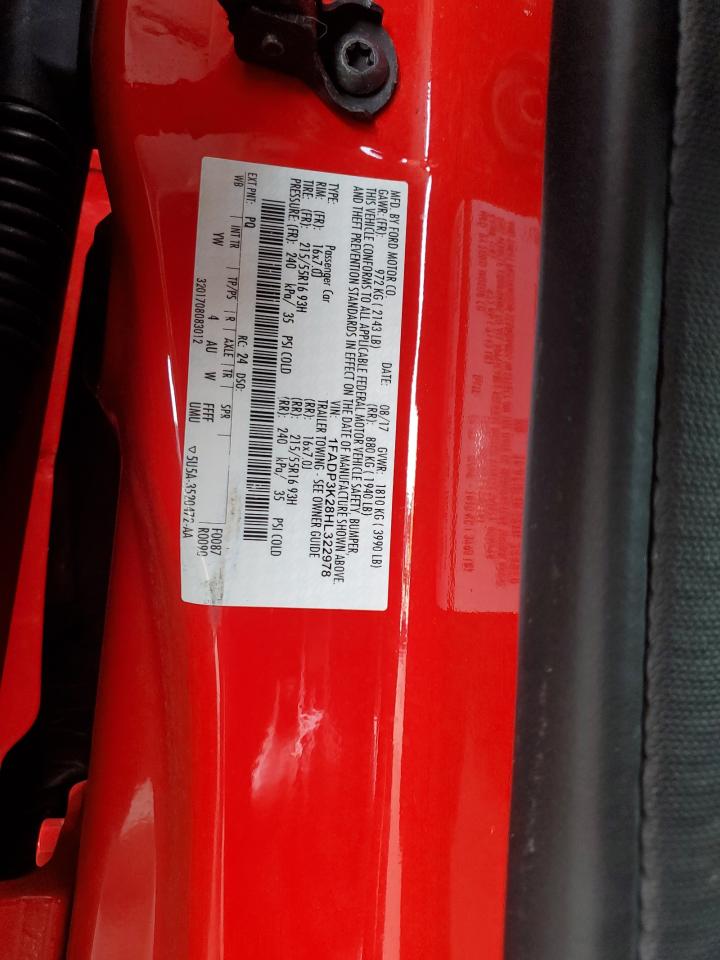 MFD. BY FORD MOTOR CO. DATE: 08/17 GVWR: 1810 KG ( 3990 LB)
GAWR:(FR): 972 KG ( 2143 LB) (RR): 880 KG ( 1940 LB)
THIS VEHICLE CONFORMS TO ALL APPLICABLE FEDERAL MOTOR VEHICLE SAFETY, BUMPER,
AND THEFT PREVENTION STANDARDS IN EFFECT ON THE DATE OF MANUFACTURE SHOWN ABOVE.
VIN: 1FADP3K28HL322978
TYPE: Passenger Car TRAILER TOWING - SEE OWNER GUIDE
RIM: (FR): 16x7.0J (RR): 16x7.0J
TIRE: (FR): 215/55R16 93H (RR): 215/55R16 93H
PRESSURE: (FR): 240 kPa/ 35 PSI COLD (RR): 240 kPa/ 35 PSI COLD
EXT PNT: PQ RC: 24 DSO: F0087
WB INT TR TP/PS R AXLE TR SPR R0090
YW 4 AU W FFFF UMU
3201708083012 ▽5U5A-3520472-AA